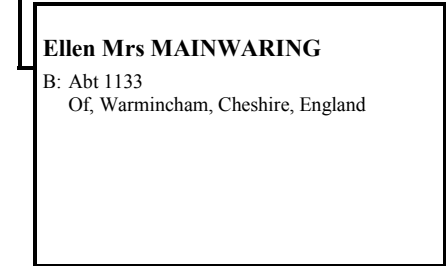 Ellen Mrs MAINWARING
B: Abt 1133
Of, Warmincham, Cheshire, England